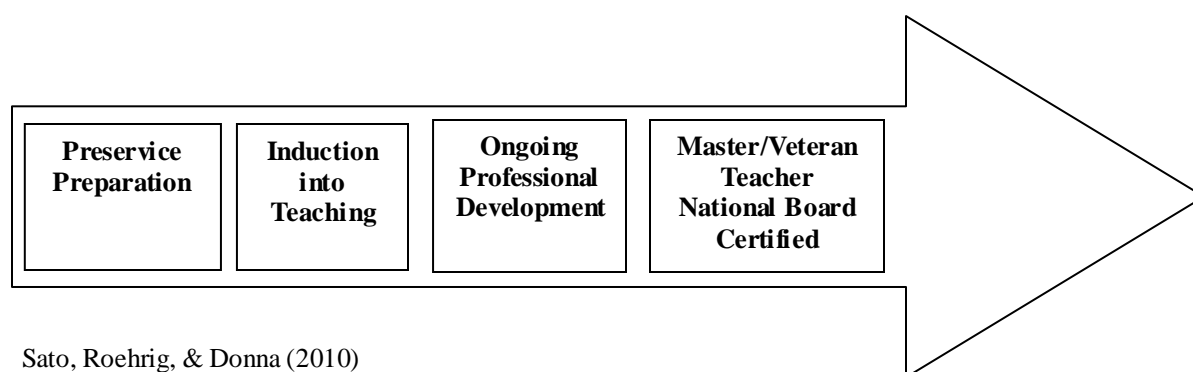 Preservice
Preparation
Induction
into
Teaching
Ongoing
Professional
Development
Master/Veteran
Teacher
National Board
Certified
Sato, Roehrig, & Donna (2010)